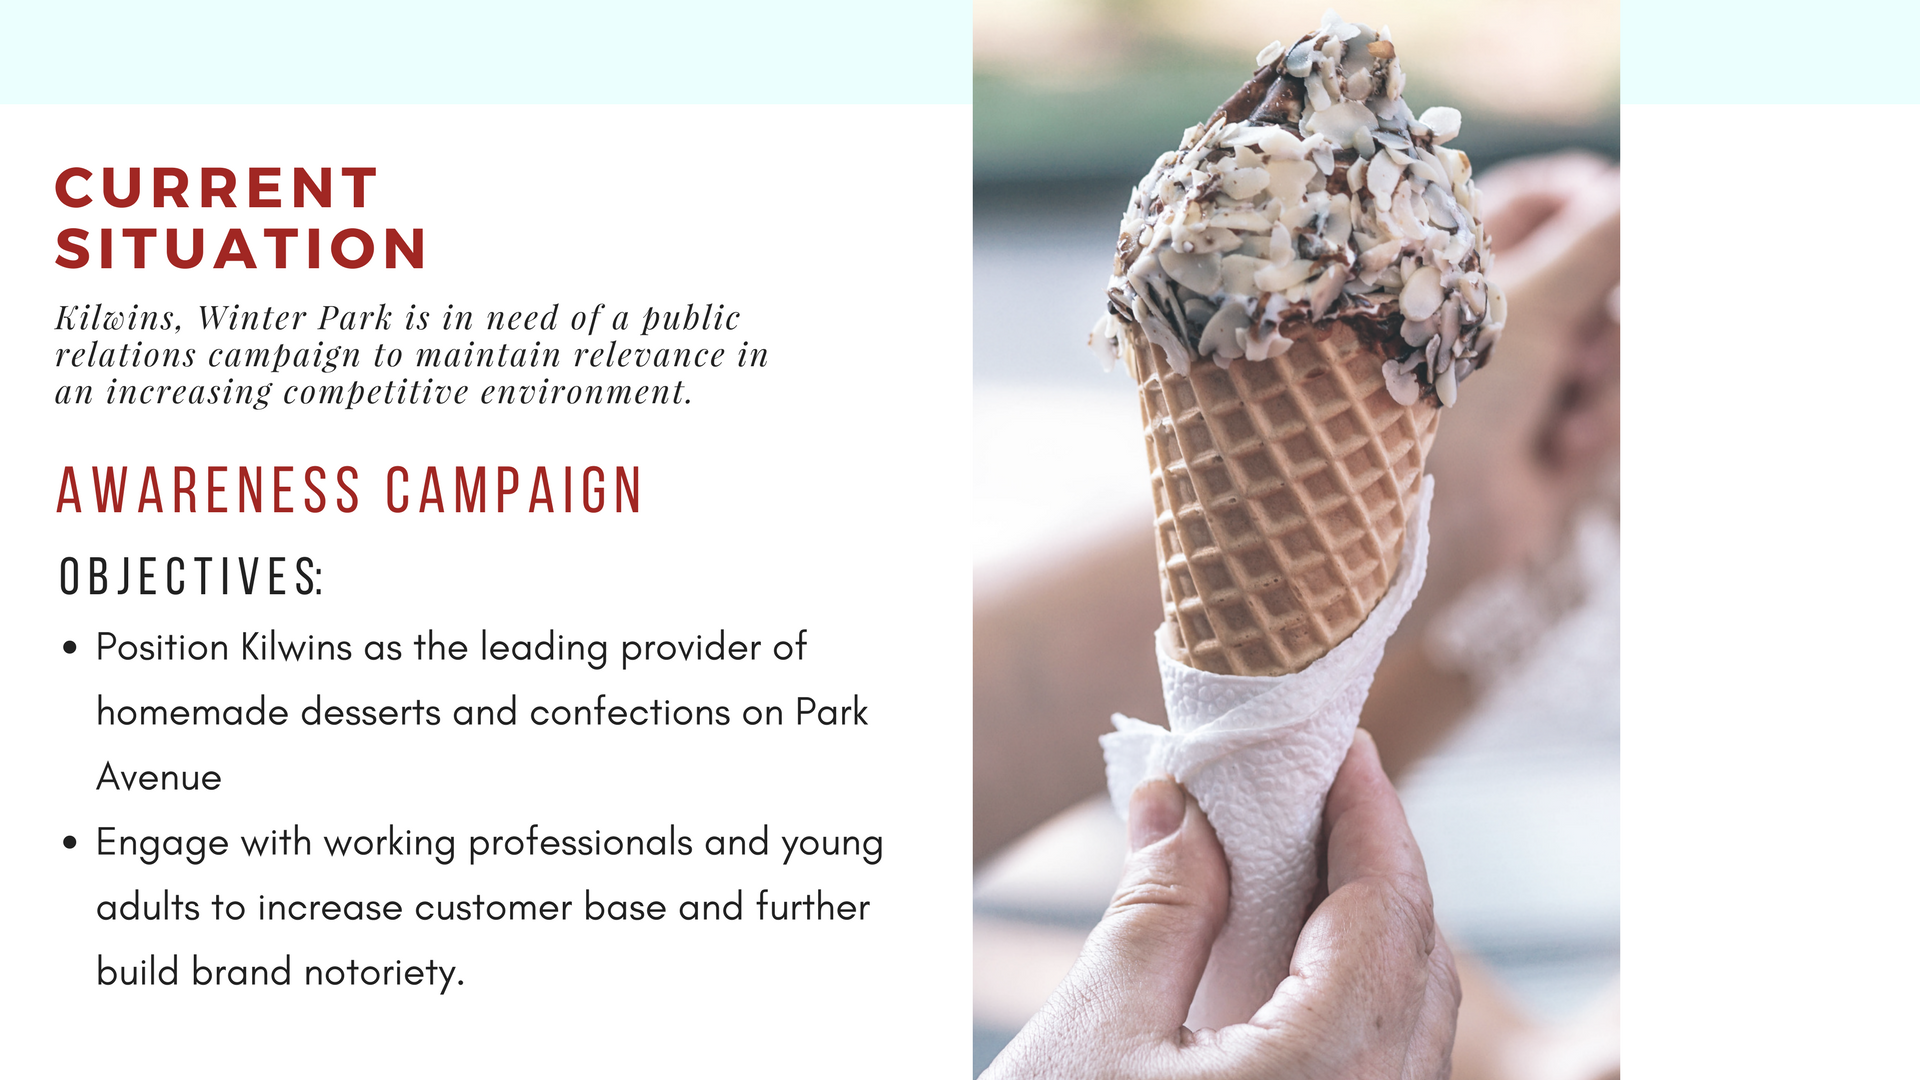 CURRENT
SITUATION
Kilwins, Winter Park is in need of a public
relations campaign to maintain relevance in
an increasing competitive environment.
AWARENESS CAMPAIGN
OBJECTIVES:
• Position Kilwins as the leading provider of
homemade desserts and confections on Park
Avenue
• Engage with working professionals and young
adults to increase customer base and further
build brand notoriety.